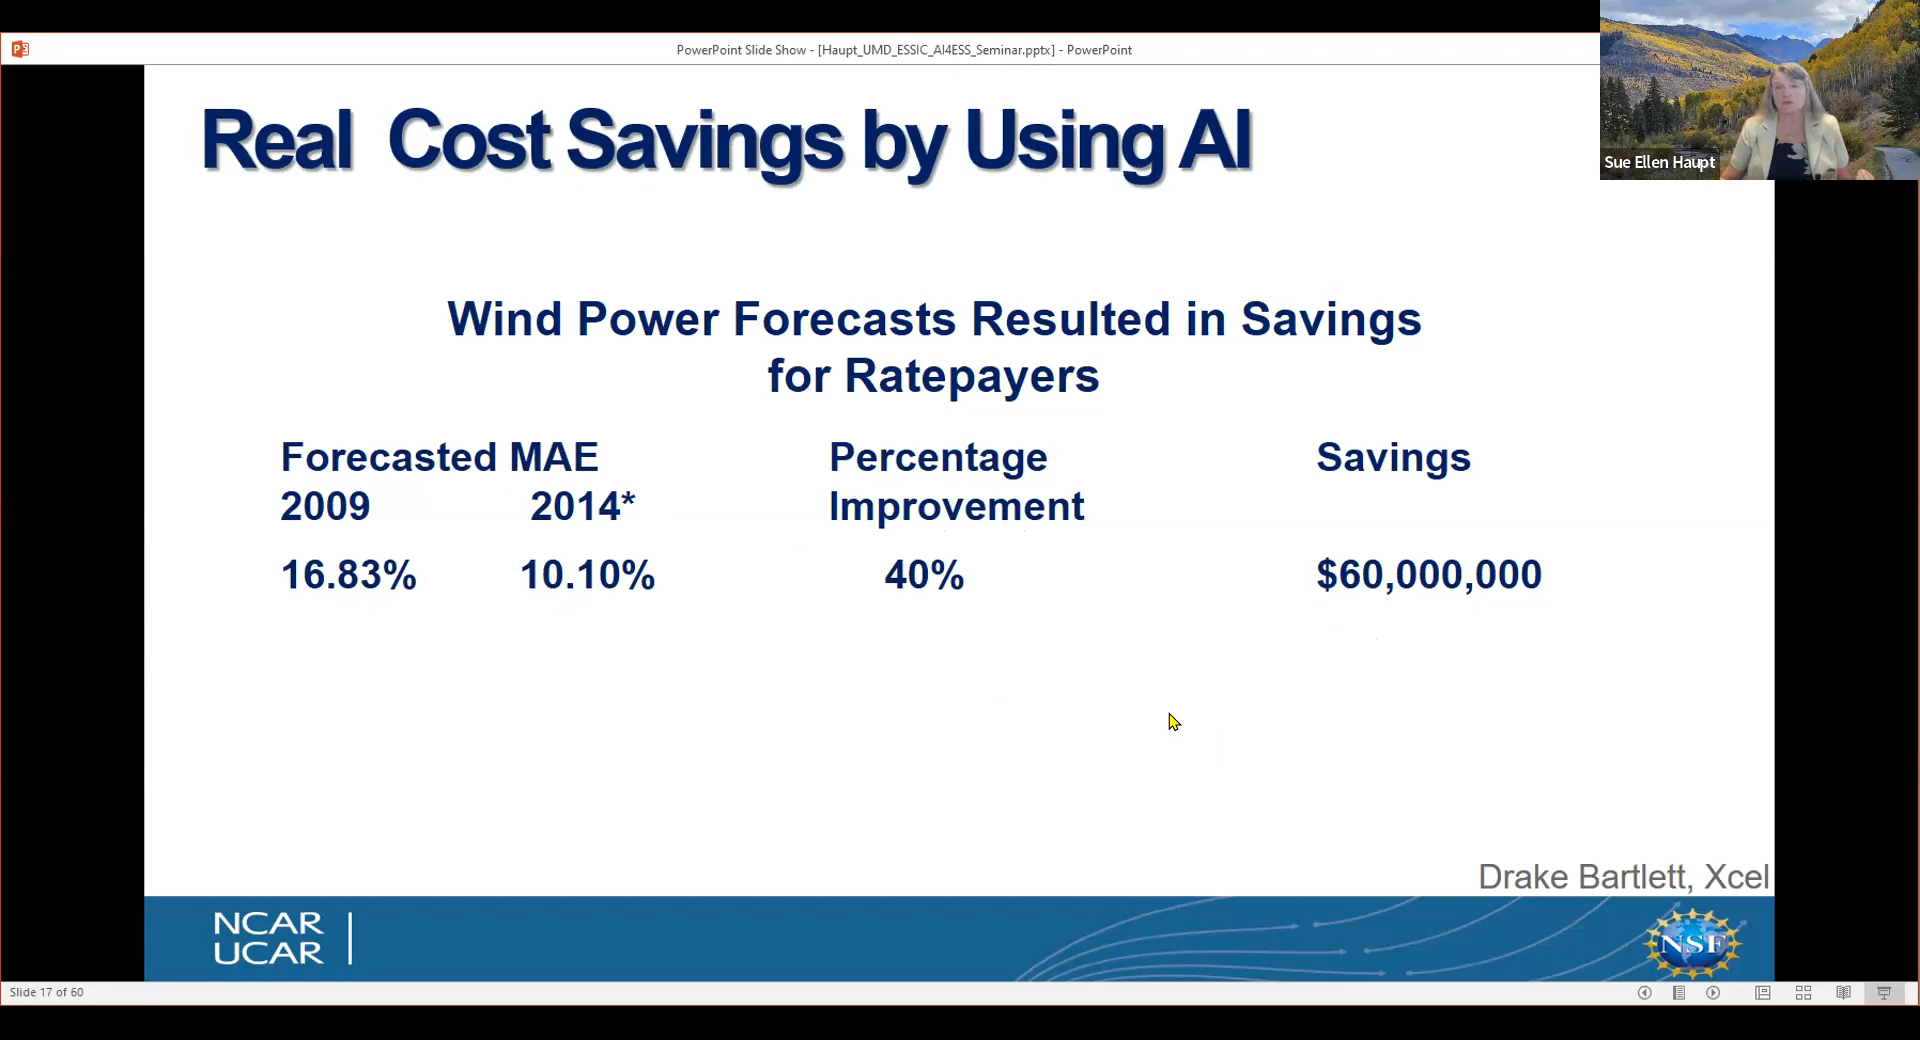 PowerPoint Slide Show - [Haupt_UMD_ESSIC_AI4ESS_Seminar.pptx] - PowerPoint
Sue Ellen Haupt
Real Cost Savings by Using AI
Wind Power Forecasts Resulted in Savings
for Ratepayers
Forecasted MAE Percentage Savings
2009 2014* Improvement
16.83% 10.10% 40% $60,000,000
Drake Bartlett, Xcel
NCAR
UCAR
NSF
Slide 17 of 60